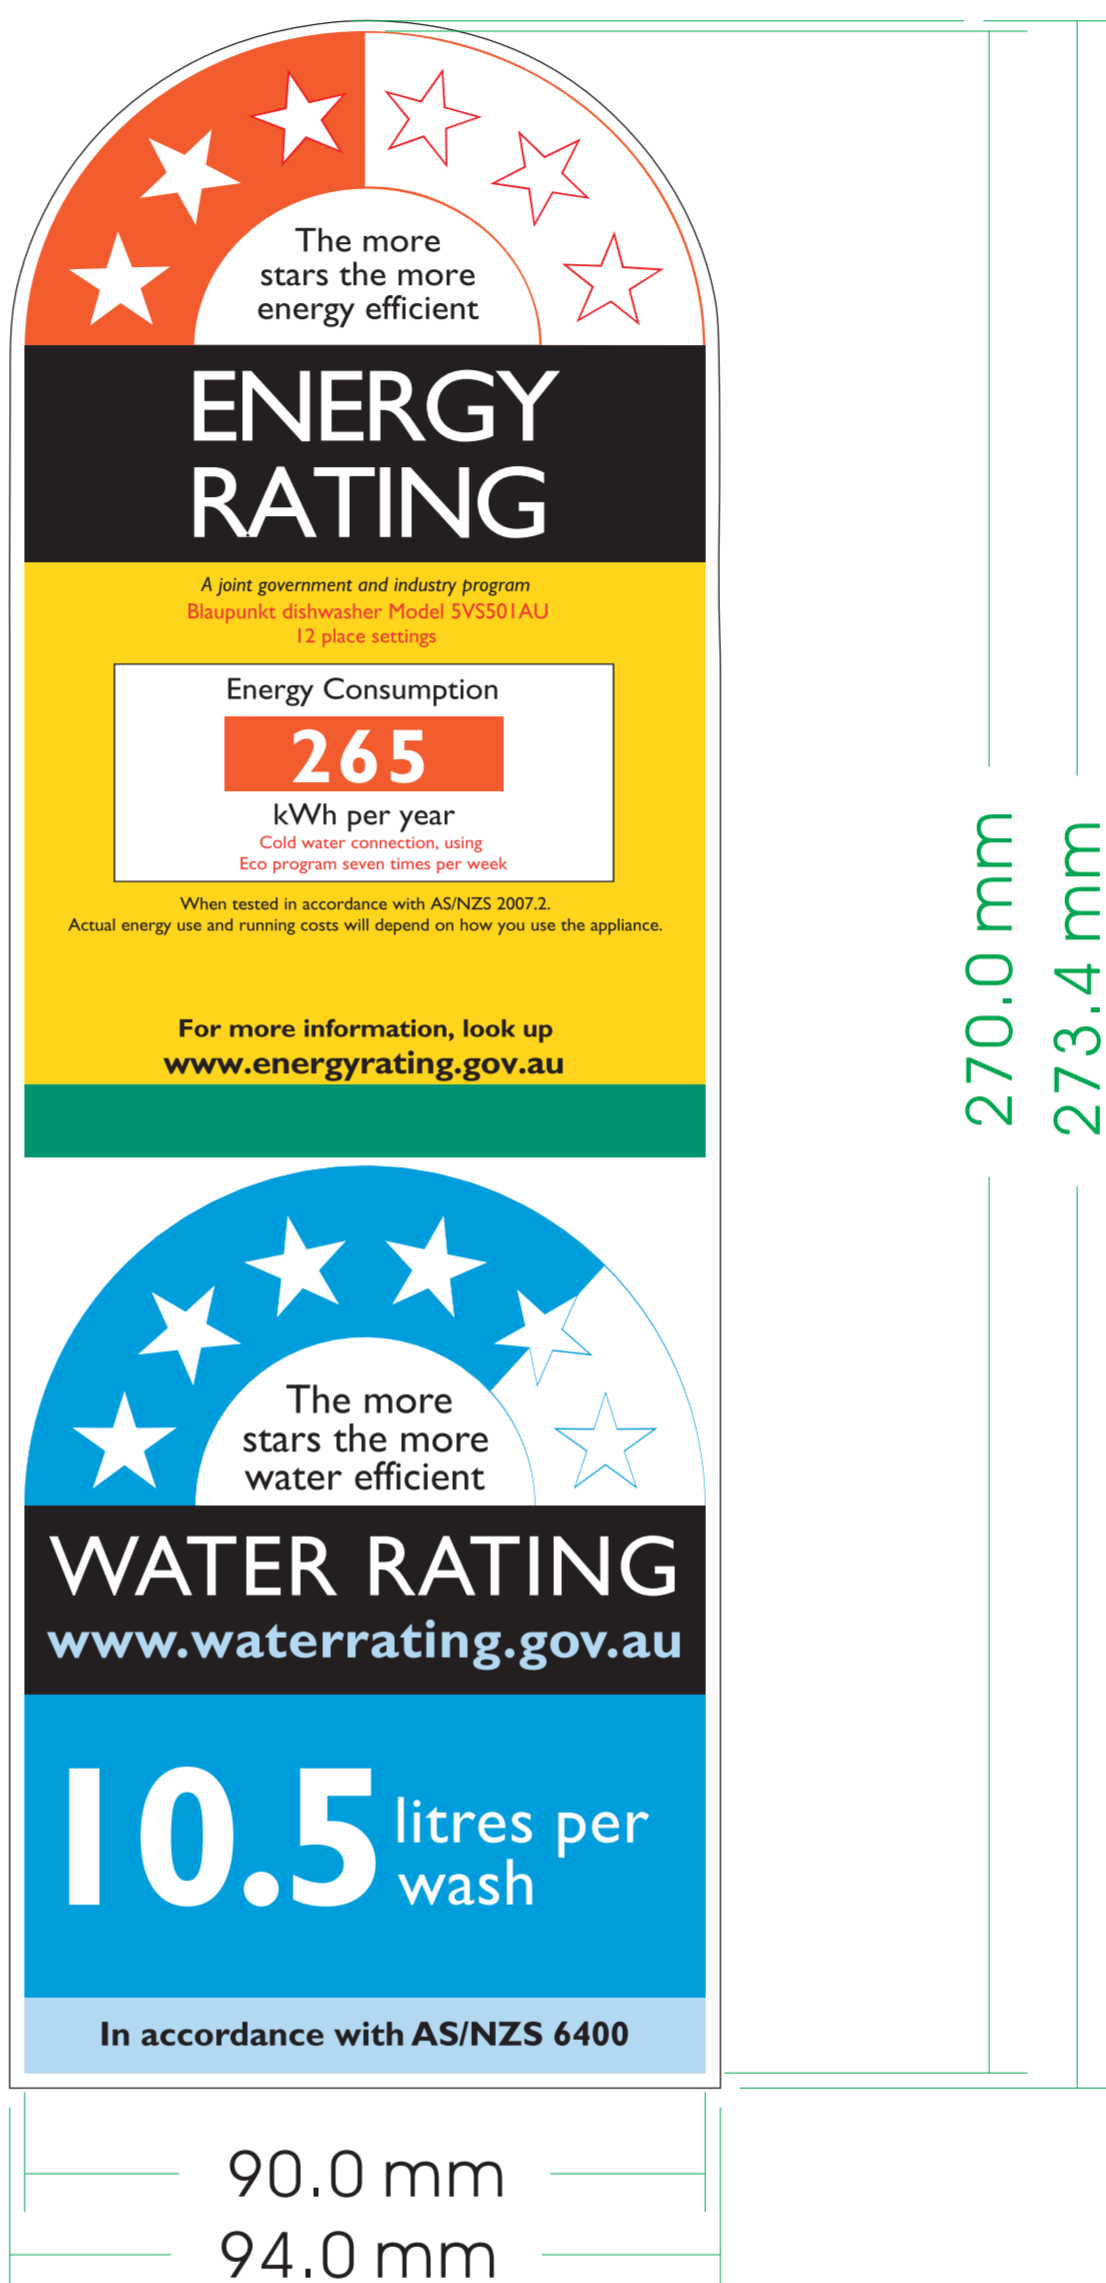 The more
stars the more
energy efficient
ENERGY
RATING
A joint government and industry program
Blaupunkt dishwasher Model 5VS501AU
12 place settings
Energy Consumption
265
kWh per year
Cold water connection, using
Eco program seven times per week
When tested in accordance with AS/NZS 2007.2.
Actual energy use and running costs will depend on how you use the appliance.
For more information, look up
www.energyrating.gov.au
270.0 mm
273.4 mm
The more
stars the more
water efficient
WATER RATING
www.waterrating.gov.au
10.5 litres per
wash
In accordance with AS/NZS 6400
90.0 mm
94.0 mm